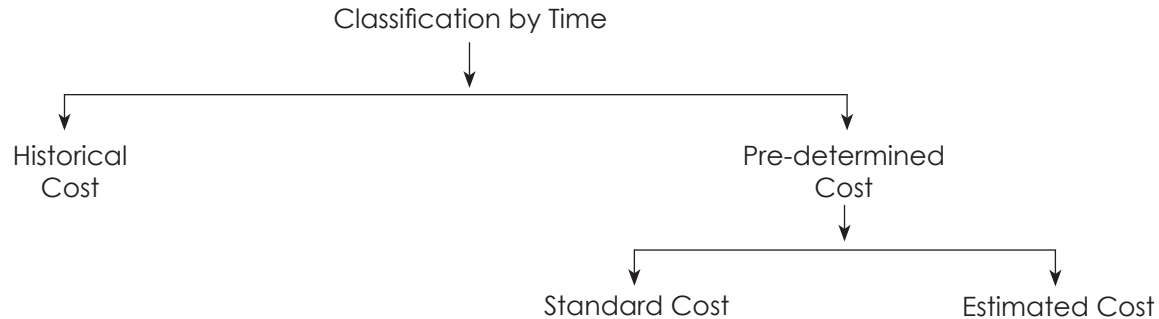 Classification by Time
Historical
Cost
Pre-determined
Cost
Standard Cost
Estimated Cost